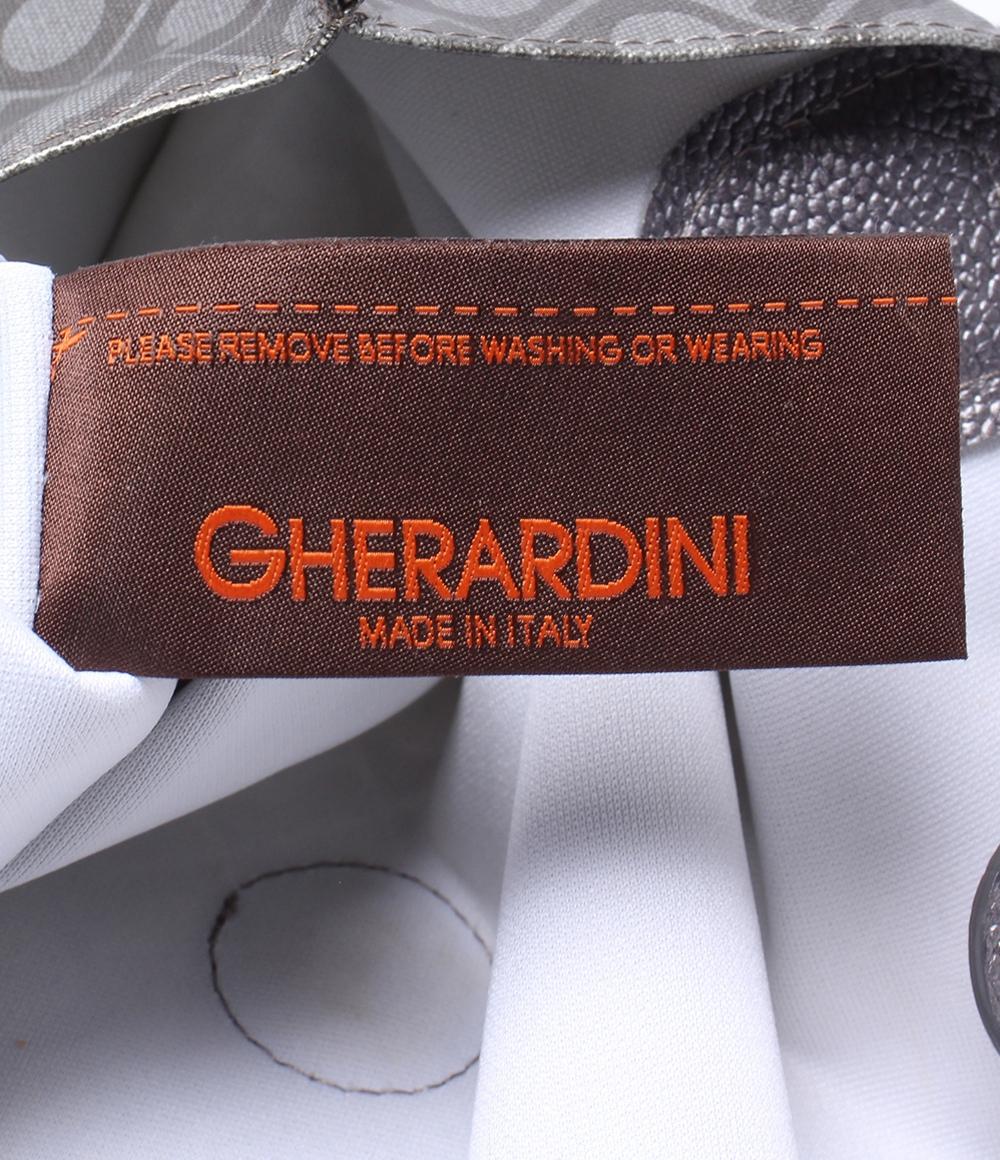 PLEASE REMOVE BEFORE WASHING OR WEARING
GHERARDINI
MADE IN ITALY